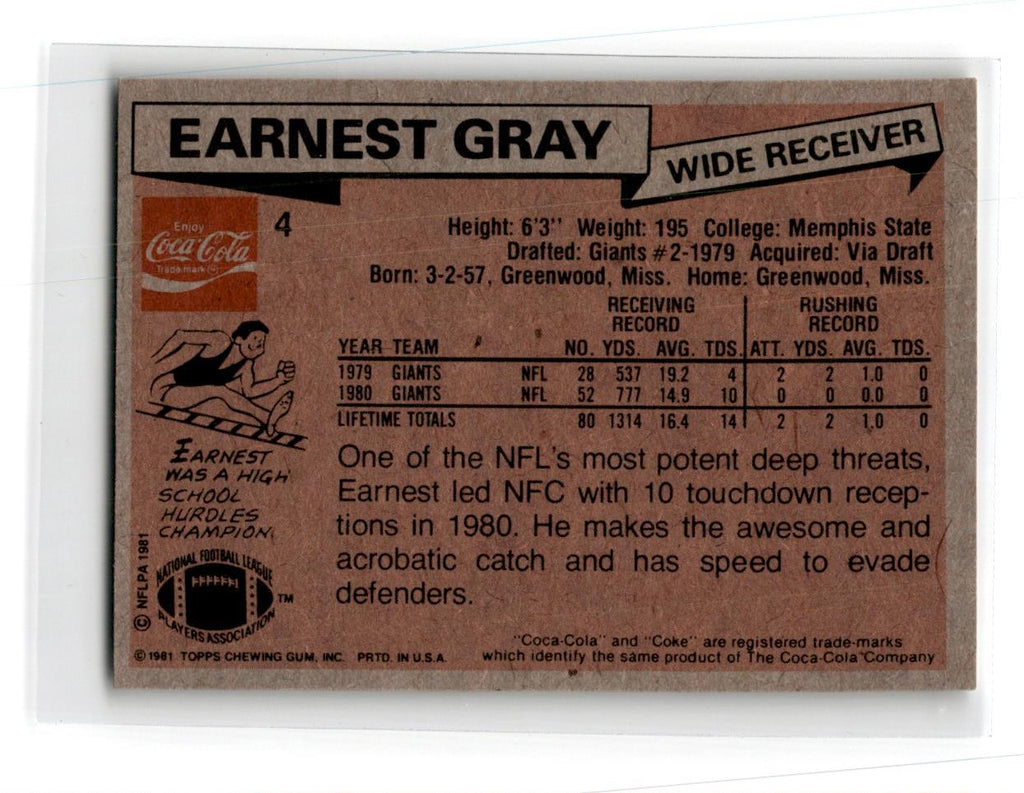 EARNEST GRAY
WIDE RECEIVER
Enjoy
Coca-Cola
Trade-mark ®
4
Height: 6'3'' Weight: 195 College: Memphis State
Drafted: Giants #2-1979 Acquired: Via Draft
Born: 3-2-57, Greenwood, Miss. Home: Greenwood, Miss.
RECEIVING RUSHING
RECORD RECORD
YEAR TEAM NO. YDS. AVG. TDS. ATT. YDS. AVG. TDS.
1979 GIANTS NFL 28 537 19.2 4 2 2 1.0 0
1980 GIANTS NFL 52 777 14.9 10 0 0 0.0 0
LIFETIME TOTALS 80 1314 16.4 14 2 2 1.0 0
EARNEST
WAS A HIGH
SCHOOL
HURDLES
CHAMPION.
One of the NFL's most potent deep threats,
Earnest led NFC with 10 touchdown recep-
tions in 1980. He makes the awesome and
acrobatic catch and has speed to evade
defenders.
© NFLPA 1981
NATIONAL FOOTBALL LEAGUE
PLAYERS ASSOCIATION
TM
©1981 TOPPS CHEWING GUM, INC. PRTD. IN U.S.A.
"Coca-Cola" and "Coke" are registered trade-marks
which identify the same product of The Coca-Cola Company